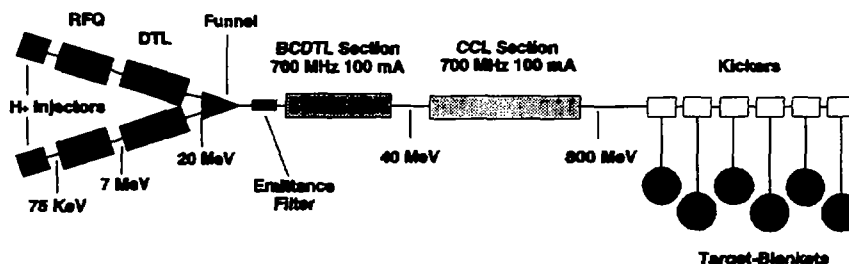 RFQ
DTL
Funnel
BCDTL Section
700 MHz 100 mA
CCL Section
700 MHz 100 mA
Kickers
H+ Injectors
75 KeV
7 MeV
20 MeV
Emittance
Filter
40 MeV
800 MeV
Target-Blankets